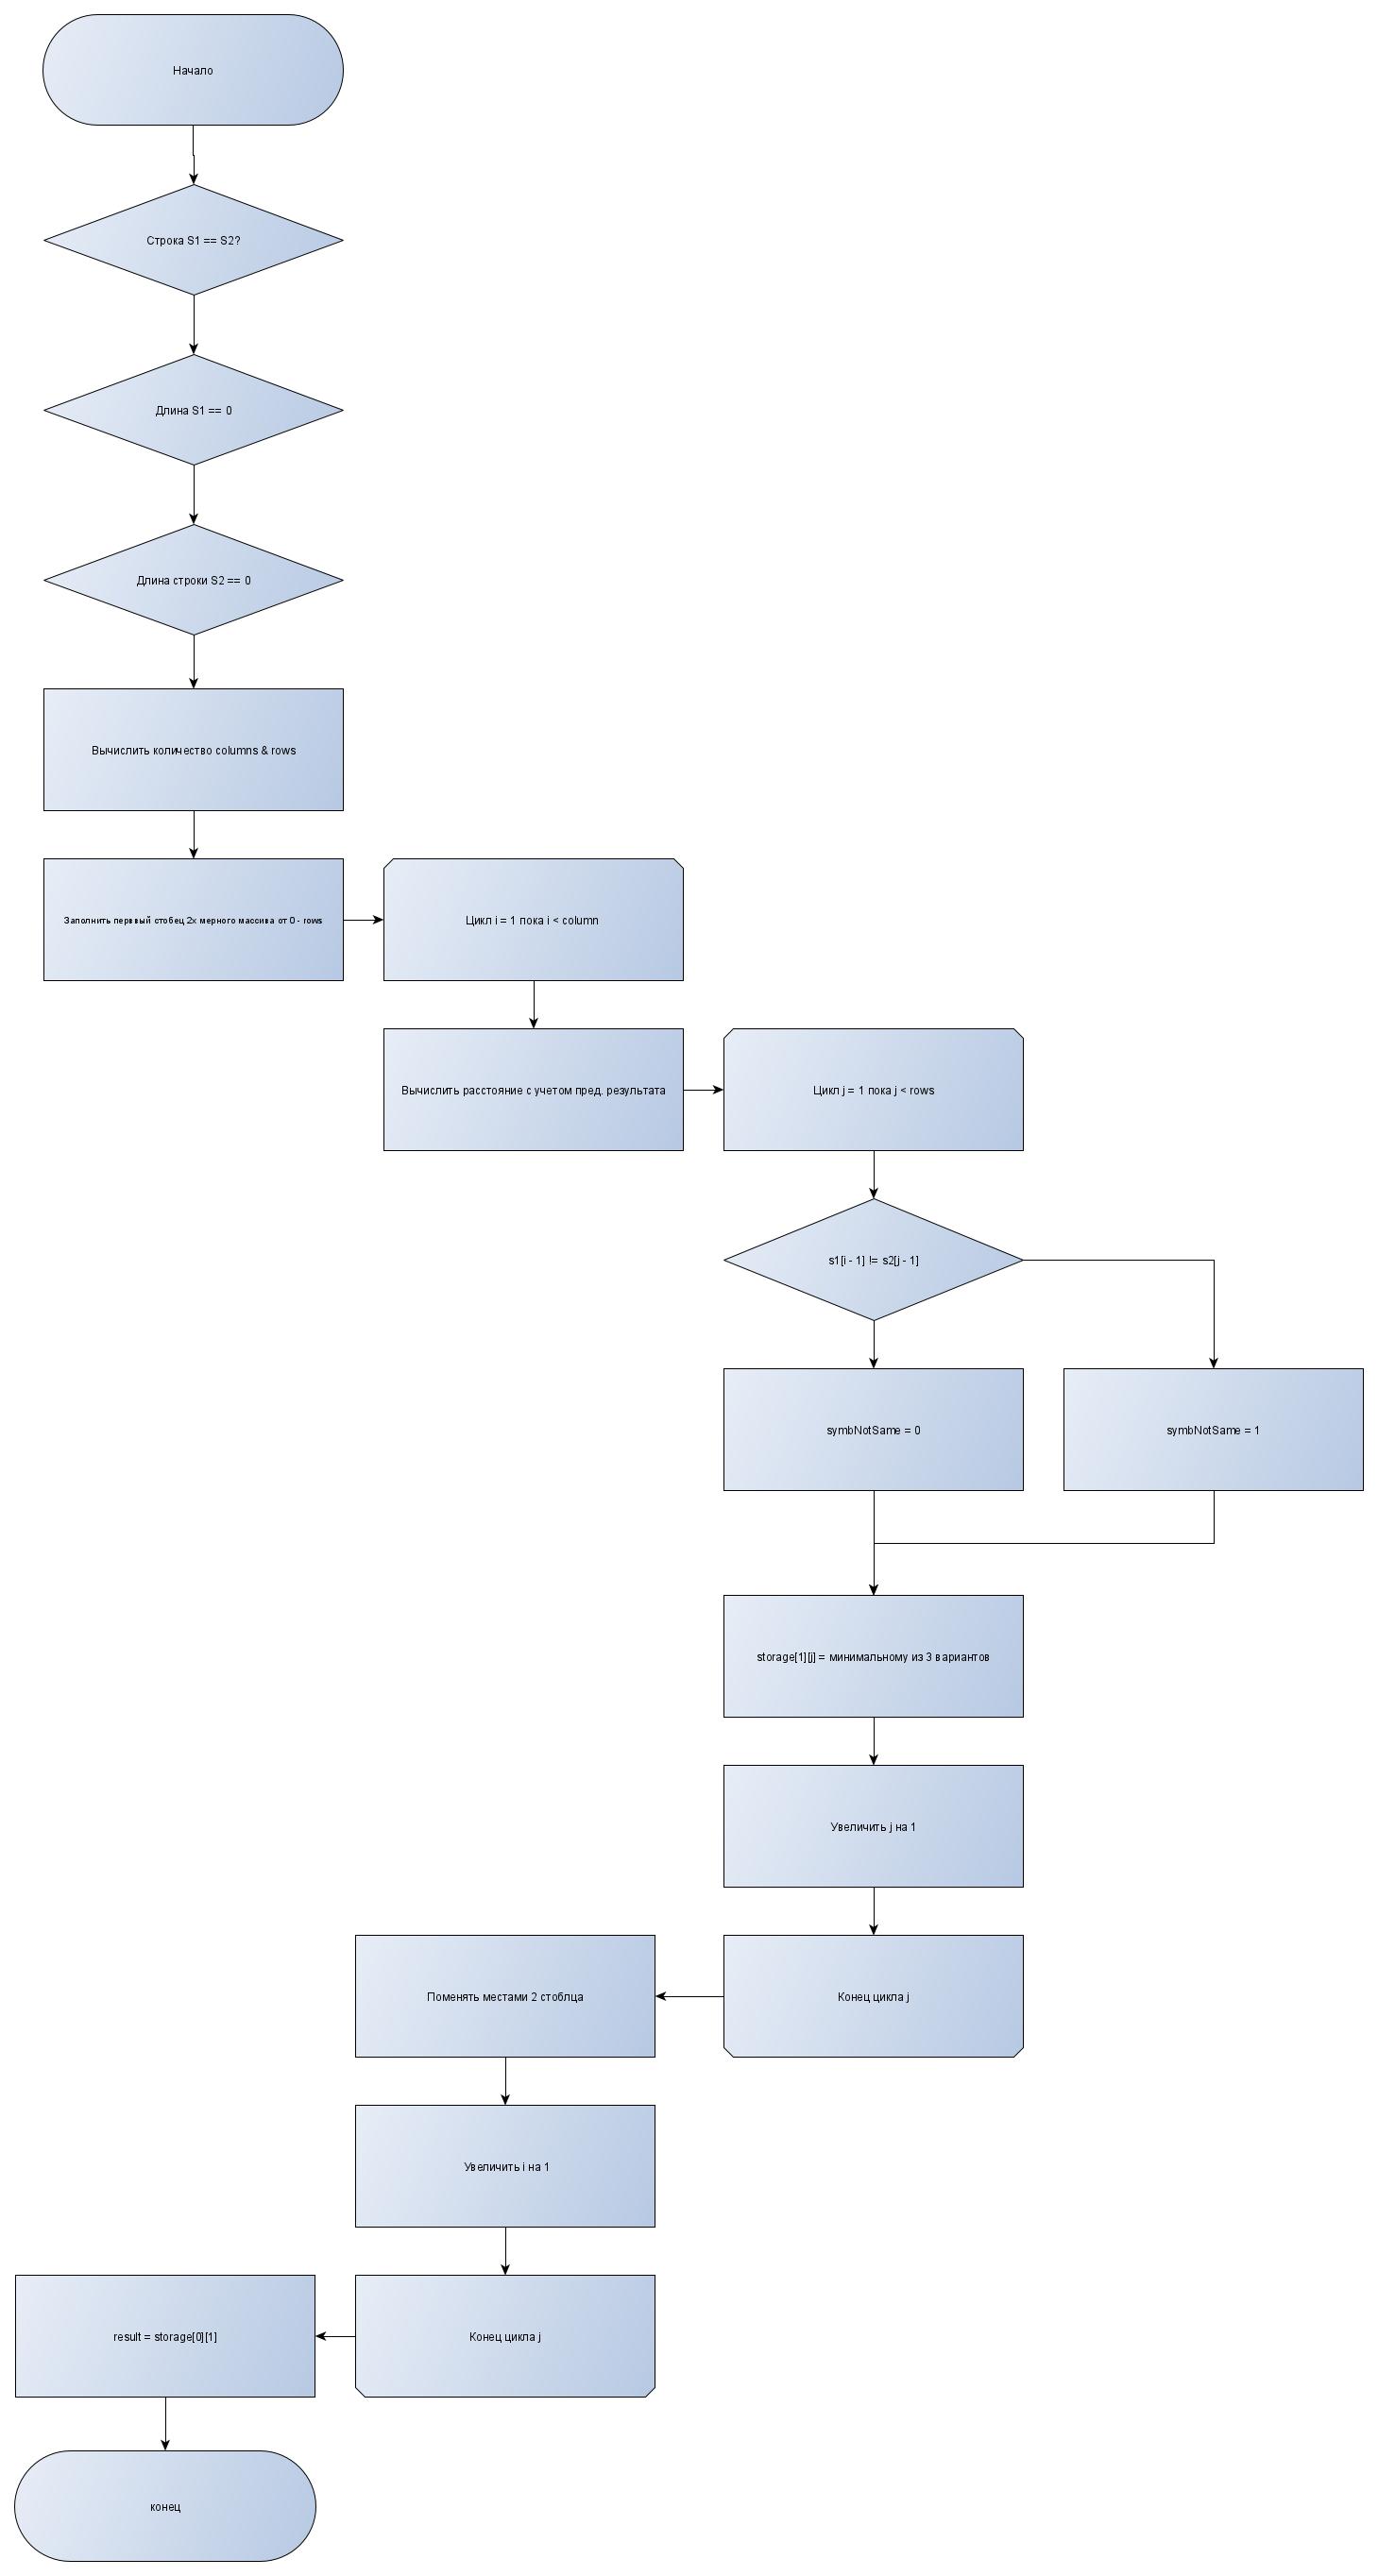 Начало
Строка S1 == S2?
Длина S1 == 0
Длина строки S2 == 0
Вычислить количество columns & rows
Заполнить перввый стобец 2х мерного массива от 0 - rows
Цикл i = 1 пока i < column
Вычислить расстояние с учетом пред. результата
Цикл j = 1 пока j < rows
s1[i - 1] != s2[j - 1]
symbNotSame = 0
symbNotSame = 1
storage[1][j] = минимальному из 3 вариантов
Увеличить j на 1
Конец цикла j
Поменять местами 2 стоблца
Увеличить i на 1
Конец цикла j
result = storage[0][1]
конец